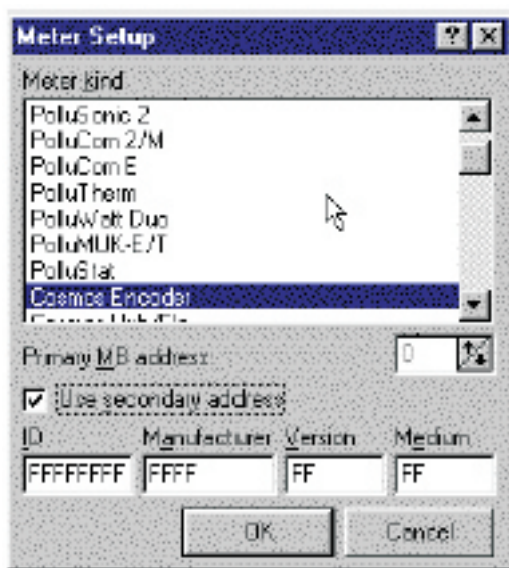 Meter Setup
Meter kind
PolluSonic 2
PolluCom 2/M
PolluCom E
PolluTherm
PolluWatt Duo
PolluMUK-E/T
PolluStat
Cosmos Encoder
Primary MB address: 0
Use secondary address
ID Manufacturer Version Medium
FFFFFFFF FFFF FF FF
OK Cancel